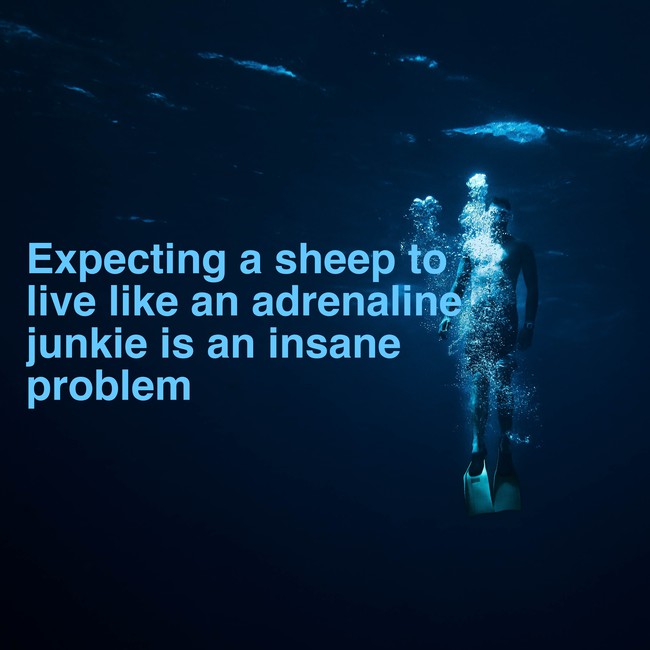 Expecting a sheep to
live like an adrenaline
junkie is an insane
problem